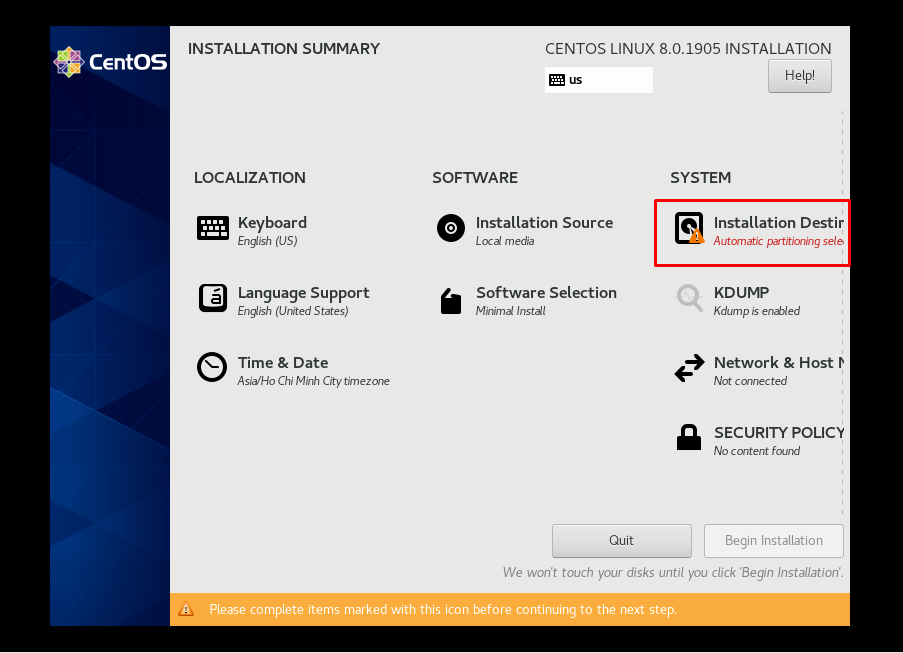 CentOS
INSTALLATION SUMMARY
CENTOS LINUX 8.0.1905 INSTALLATION
us
Help!
LOCALIZATION
Keyboard
English (US)
Language Support
English (United States)
Time & Date
Asia/Ho Chi Minh City timezone
SOFTWARE
Installation Source
Local media
Software Selection
Minimal Install
SYSTEM
Installation
Automatic partitioning
KDUMP
Kdump is enabled
Network & Host
Not connected
SECURITY POLICY
No content found
Quit
Begin Installation
We won't touch your disks until you click 'Begin Installation'.
Please complete items marked with this icon before continuing to the next step.